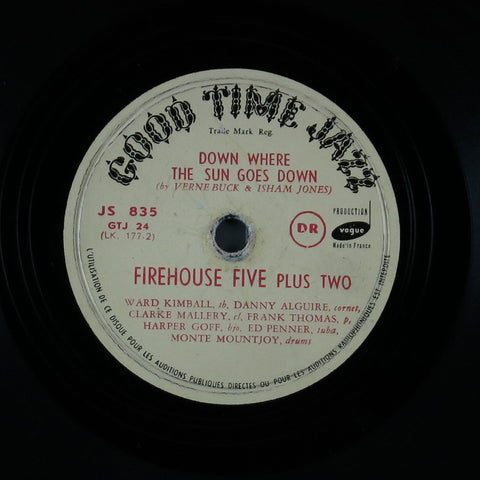 GOOD TIME JAZZ
Trade Mark Reg.
DOWN WHERE
THE SUN GOES DOWN
(by VERNE BUCK & ISHAM JONES)
JS 835
GTJ 24
(LK. 177-2)
DR
PRODUCTION
vogue
Made in France
FIREHOUSE FIVE PLUS TWO
WARD KIMBALL, tb, DANNY ALGUIRE, cornet,
CLARKE MALLERY, cl, FRANK THOMAS, p,
HARPER GOFF, bjo. ED PENNER, tuba,
MONTE MOUNTJOY, drums
L'UTILISATION DE CE DISQUE POUR LES AUDITIONS PUBLIQUES DIRECTES OU POUR LES AUDITIONS RADIOPHONIQUES EST INTERDITE